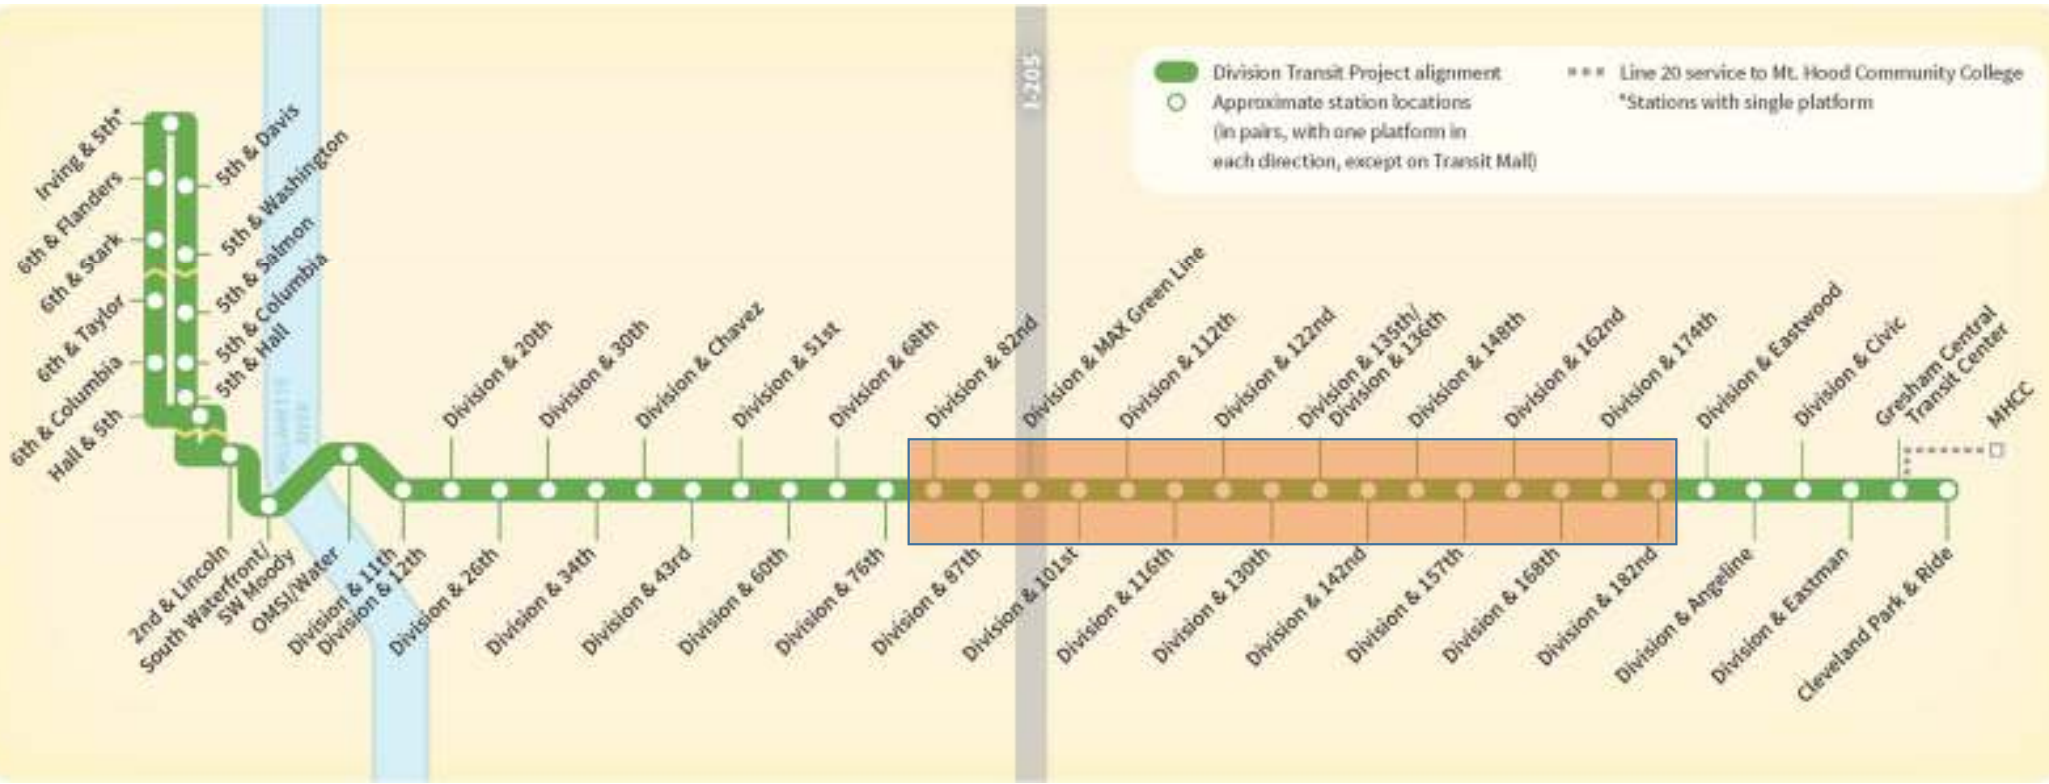 I-205
Division Transit Project alignment
Approximate station locations
(in pairs, with one platform in
each direction, except on Transit Mall)
Line 20 service to Mt. Hood Community College
*Stations with single platform
Irving & 5th*
6th & Flanders
6th & Stark
6th & Taylor
6th & Columbia
Hall & 5th
5th & Davis
5th & Washington
5th & Salmon
5th & Columbia
5th & Hall
WILLAMETTE
RIVER
Division & 20th
Division & 30th
Division & Chavez
Division & 51st
Division & 68th
Division & 82nd
Division & MAX Green Line
Division & 112th
Division & 122nd
Division & 135th/
Division & 136th
Division & 148th
Division & 162nd
Division & 174th
Division & Eastwood
Division & Civic
Gresham Central
Transit Center
MHCC
2nd & Lincoln
South Waterfront/
SW Moody
OMSI/Water
Division & 11th
Division & 12th
Division & 26th
Division & 34th
Division & 43rd
Division & 60th
Division & 76th
Division & 87th
Division & 101st
Division & 116th
Division & 130th
Division & 142nd
Division & 157th
Division & 168th
Division & 182nd
Division & Angeline
Division & Eastman
Cleveland Park & Ride